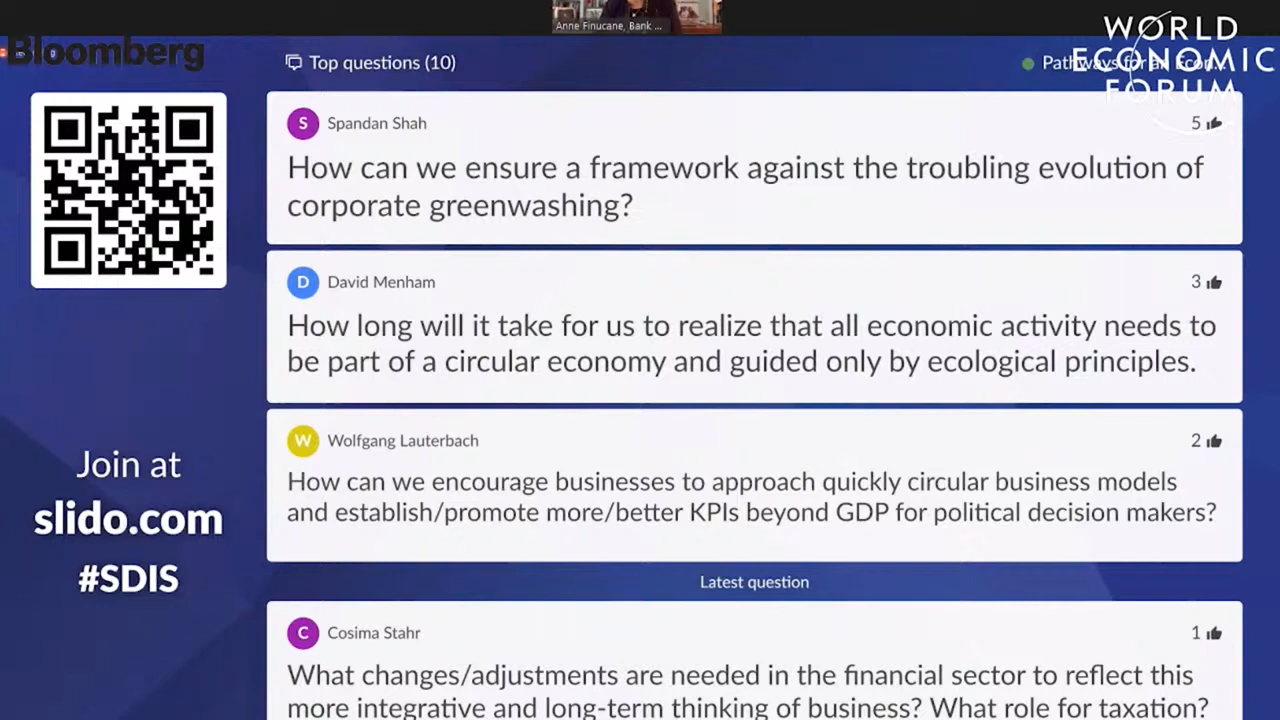 Anne Finucane, Bank ...
Bloomberg
WORLD
ECONOMIC
FORUM
Top questions (10)
Pathways for an Econ...
S
Spandan Shah
5
How can we ensure a framework against the troubling evolution of
corporate greenwashing?
D
David Menham
3
How long will it take for us to realize that all economic activity needs to
be part of a circular economy and guided only by ecological principles.
W
Wolfgang Lauterbach
2
How can we encourage businesses to approach quickly circular business models
and establish/promote more/better KPIs beyond GDP for political decision makers?
Join at
slido.com
#SDIS
Latest question
C
Cosima Stahr
1
What changes/adjustments are needed in the financial sector to reflect this
more integrative and long-term thinking of business? What role for taxation?